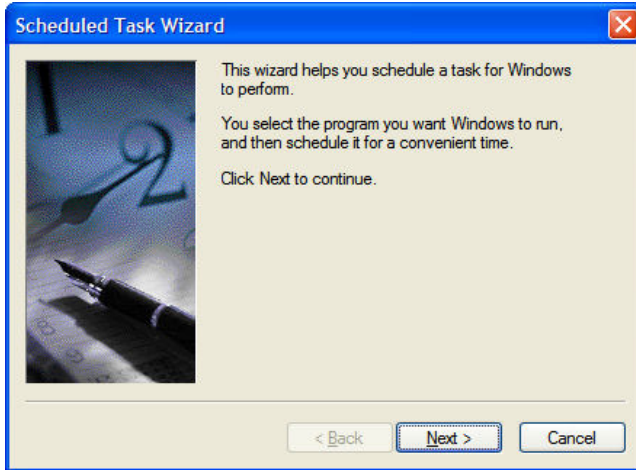 Scheduled Task Wizard
This wizard helps you schedule a task for Windows
to perform.
You select the program you want Windows to run,
and then schedule it for a convenient time.
Click Next to continue.
2
< Back
Next >
Cancel